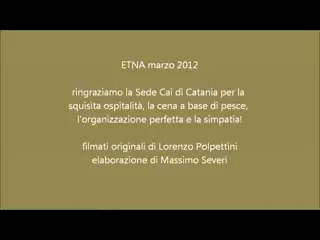 ETNA marzo 2012
ringraziamo la Sede Cai di Catania per la
squisita ospitalità, la cena a base di pesce,
l'organizzazione perfetta e la simpatia!
filmati originali di Lorenzo Polpettini
elaborazione di Massimo Severi